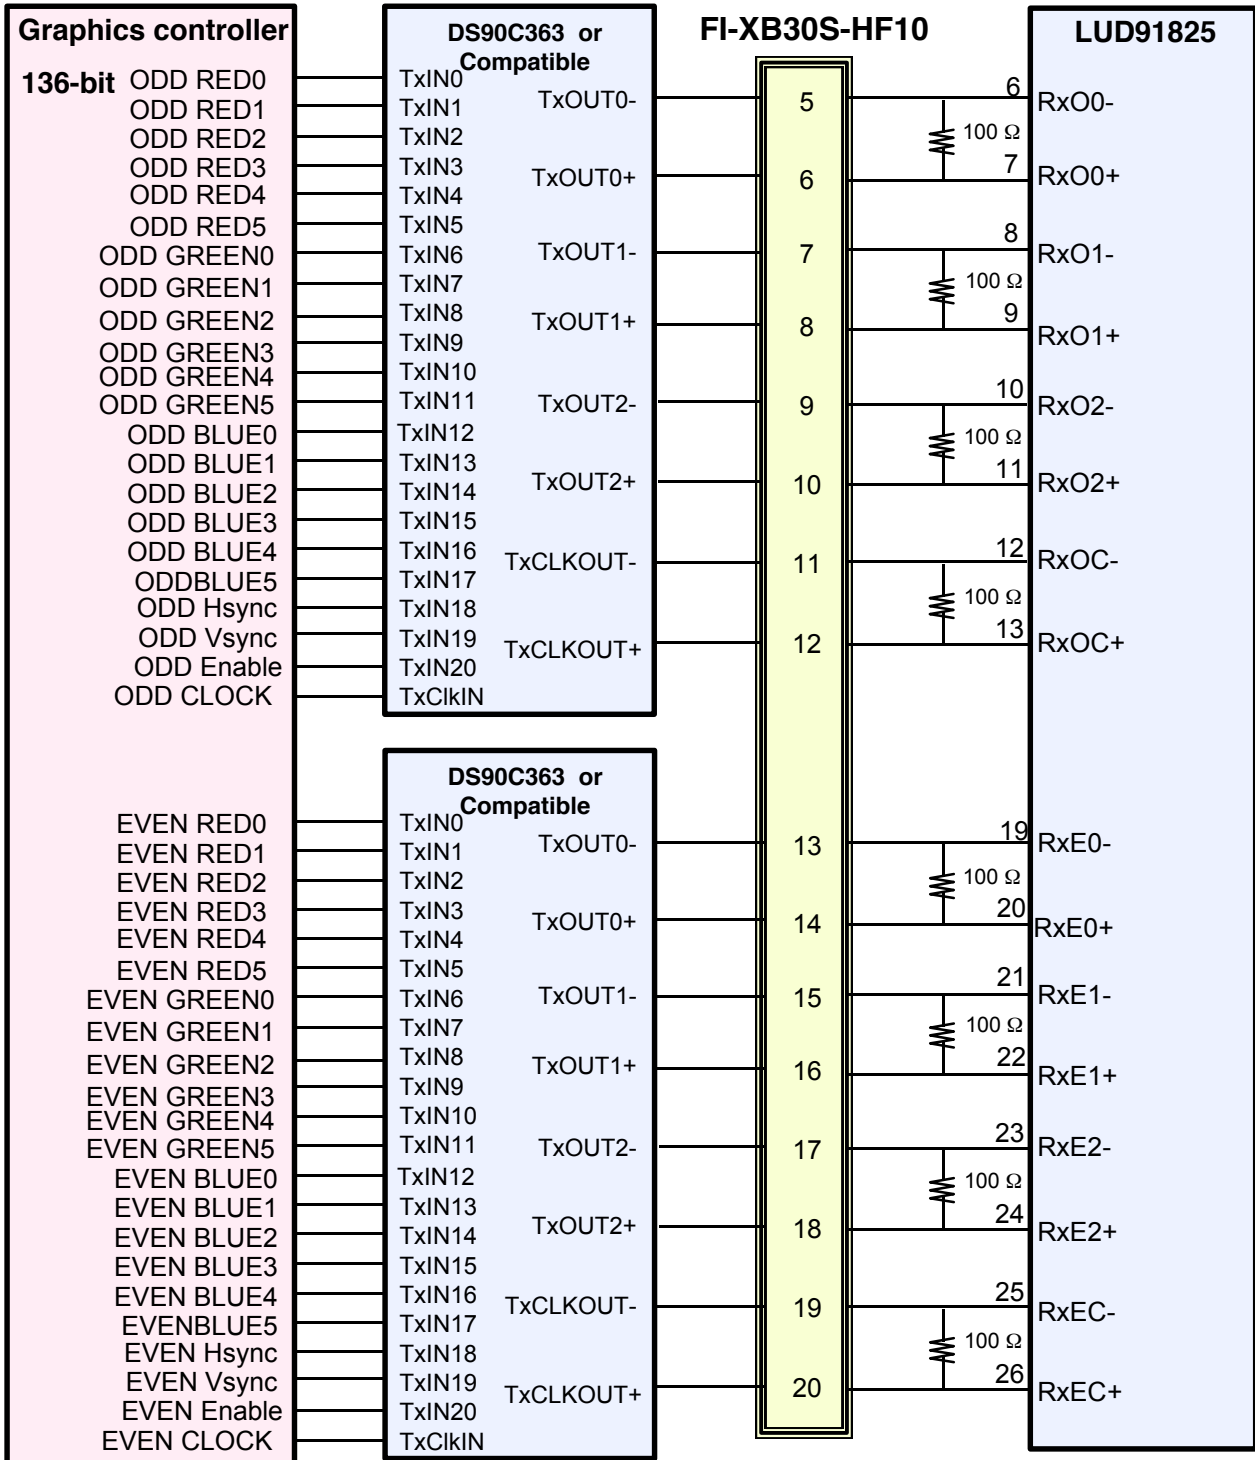 Graphics controller
136-bit
ODD RED0
ODD RED1
ODD RED2
ODD RED3
ODD RED4
ODD RED5
ODD GREEN0
ODD GREEN1
ODD GREEN2
ODD GREEN3
ODD GREEN4
ODD GREEN5
ODD BLUE0
ODD BLUE1
ODD BLUE2
ODD BLUE3
ODD BLUE4
ODDBLUE5
ODD Hsync
ODD Vsync
ODD Enable
ODD CLOCK
EVEN RED0
EVEN RED1
EVEN RED2
EVEN RED3
EVEN RED4
EVEN RED5
EVEN GREEN0
EVEN GREEN1
EVEN GREEN2
EVEN GREEN3
EVEN GREEN4
EVEN GREEN5
EVEN BLUE0
EVEN BLUE1
EVEN BLUE2
EVEN BLUE3
EVEN BLUE4
EVENBLUE5
EVEN Hsync
EVEN Vsync
EVEN Enable
EVEN CLOCK
DS90C363 or
Compatible
TxIN0
TxIN1
TxIN2
TxIN3
TxIN4
TxIN5
TxIN6
TxIN7
TxIN8
TxIN9
TxIN10
TxIN11
TxIN12
TxIN13
TxIN14
TxIN15
TxIN16
TxIN17
TxIN18
TxIN19
TxIN20
TxClkIN
TxOUT0-
TxOUT0+
TxOUT1-
TxOUT1+
TxOUT2-
TxOUT2+
TxCLKOUT-
TxCLKOUT+
DS90C363 or
Compatible
TxIN0
TxIN1
TxIN2
TxIN3
TxIN4
TxIN5
TxIN6
TxIN7
TxIN8
TxIN9
TxIN10
TxIN11
TxIN12
TxIN13
TxIN14
TxIN15
TxIN16
TxIN17
TxIN18
TxIN19
TxIN20
TxClkIN
TxOUT0-
TxOUT0+
TxOUT1-
TxOUT1+
TxOUT2-
TxOUT2+
TxCLKOUT-
TxCLKOUT+
FI-XB30S-HF10
5
6
7
8
9
10
11
12
13
14
15
16
17
18
19
20
6
100 Ω
7
8
100 Ω
9
10
100 Ω
11
12
100 Ω
13
19
100 Ω
20
21
100 Ω
22
23
100 Ω
24
25
100 Ω
26
LUD91825
RxO0-
RxO0+
RxO1-
RxO1+
RxO2-
RxO2+
RxOC-
RxOC+
RxE0-
RxE0+
RxE1-
RxE1+
RxE2-
RxE2+
RxEC-
RxEC+